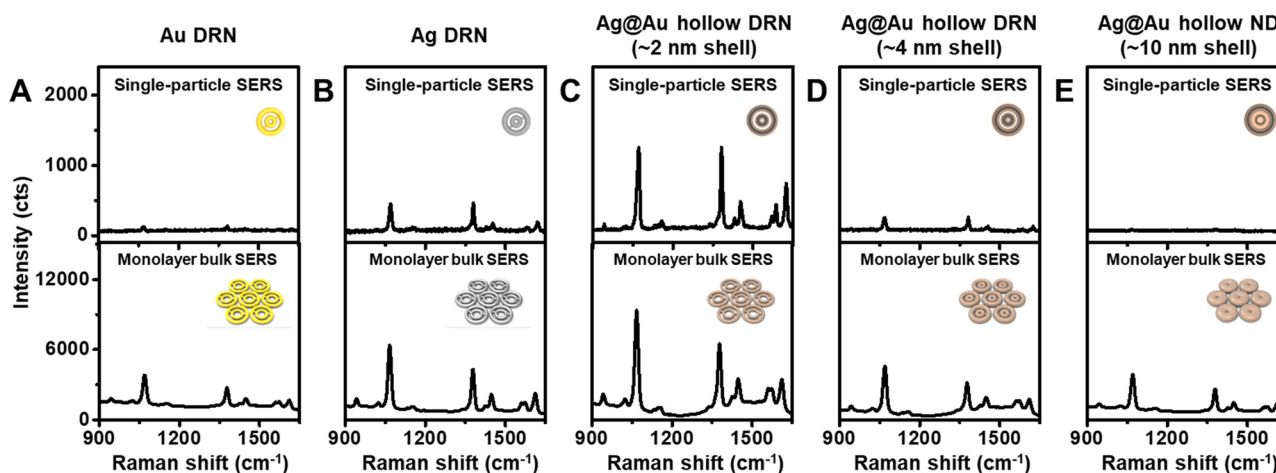 Au DRN
Ag DRN
Ag@Au hollow DRN
(~2 nm shell)
Ag@Au hollow DRN
(~4 nm shell)
Ag@Au hollow ND
(~10 nm shell)
A
Single-particle SERS
B
Single-particle SERS
C
Single-particle SERS
D
Single-particle SERS
E
Single-particle SERS
2000
1000
0
Intensity (cts)
Monolayer bulk SERS
Monolayer bulk SERS
Monolayer bulk SERS
Monolayer bulk SERS
Monolayer bulk SERS
12000
6000
0
900 1200 1500
900 1200 1500
900 1200 1500
900 1200 1500
900 1200 1500
Raman shift (cm⁻¹)
Raman shift (cm⁻¹)
Raman shift (cm⁻¹)
Raman shift (cm⁻¹)
Raman shift (cm⁻¹)